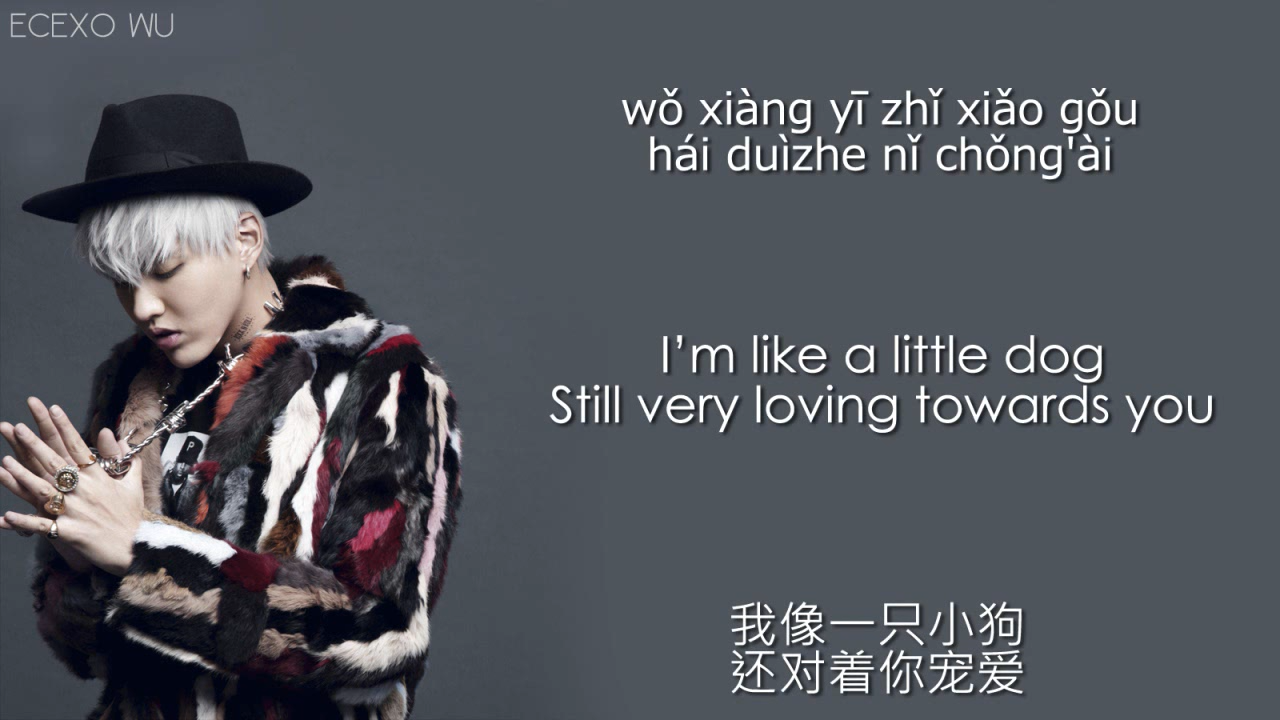 ECEXO WU
wǒ xiàng yī zhǐ xiǎo gǒu
hái duìzhe nǐ chǒng'ài
I’m like a little dog
Still very loving towards you
我像一只小狗
还对着你宠爱